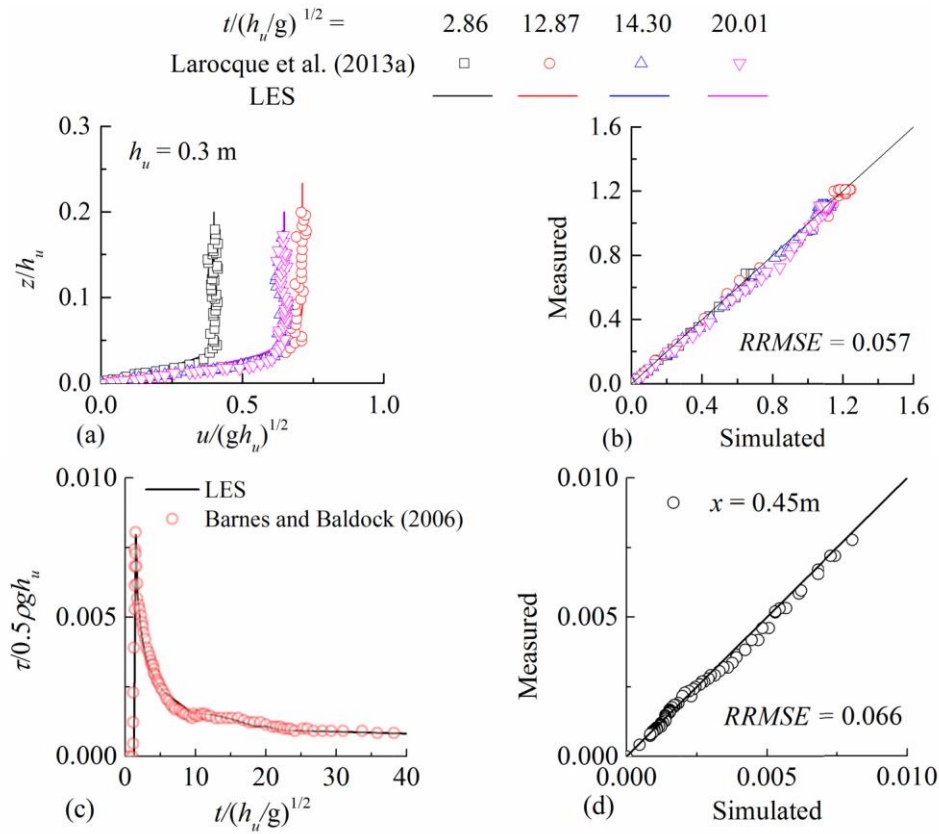 t/(h_u/g)^1/2 = 2.86 12.87 14.30 20.01
Larocque et al. (2013a)
LES
0.3
0.2
0.1
0.0
z/h_u
h_u = 0.3 m
0.0 0.5 1.0
(a) u/(gh_u)^1/2
1.6
1.2
0.8
0.4
0.0
Measured
RRMSE = 0.057
0.0 0.4 0.8 1.2 1.6
(b) Simulated
0.010
0.005
0.000
τ/0.5ρgh_u
LES
Barnes and Baldock (2006)
0 10 20 30 40
(c) t/(h_u/g)^1/2
0.010
0.005
0.000
Measured
x = 0.45m
RRMSE = 0.066
0.000 0.005 0.010
(d) Simulated